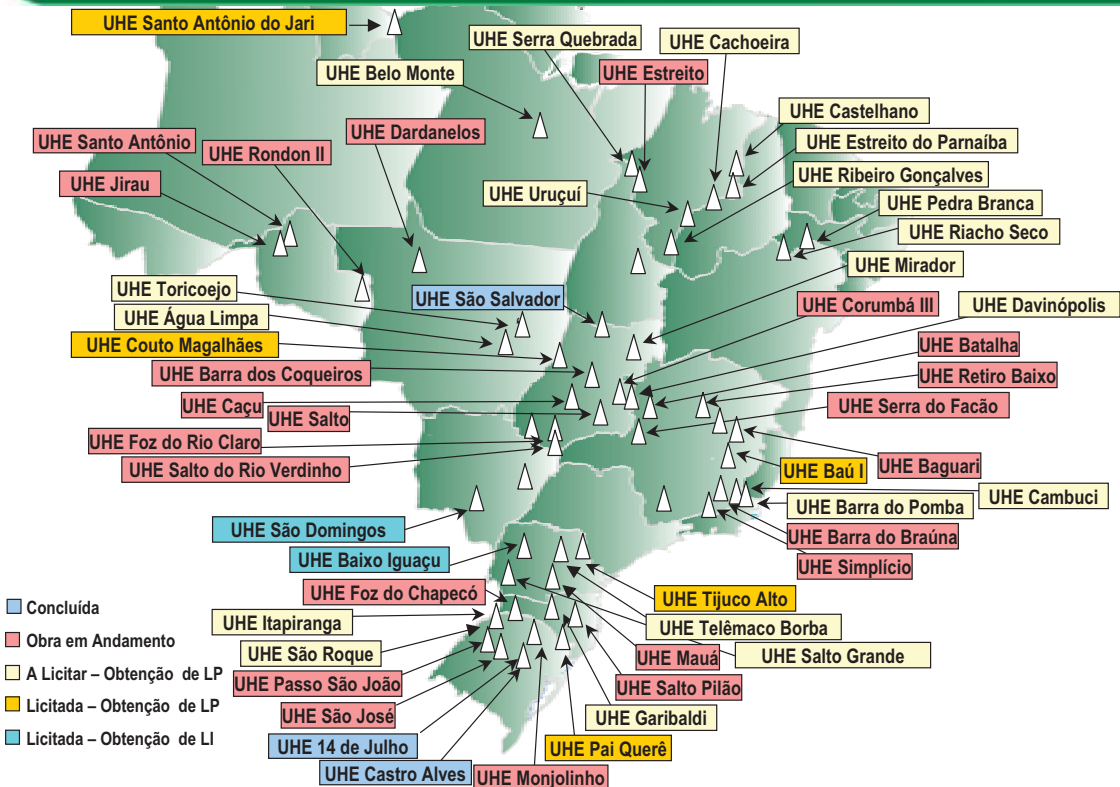 UHE Santo Antônio do Jari
UHE Serra Quebrada
UHE Cachoeira
UHE Belo Monte
UHE Estreito
UHE Castelhano
UHE Santo Antônio
UHE Dardanelos
UHE Rondon II
UHE Estreito do Parnaíba
UHE Jirau
UHE Ribeiro Gonçalves
UHE Uruçuí
UHE Pedra Branca
UHE Riacho Seco
UHE Mirador
UHE Toricoejo
UHE São Salvador
UHE Corumbá III
UHE Davinópolis
UHE Água Limpa
UHE Couto Magalhães
UHE Batalha
UHE Barra dos Coqueiros
UHE Retiro Baixo
UHE Caçu
UHE Salto
UHE Serra do Facão
UHE Foz do Rio Claro
UHE Salto do Rio Verdinho
UHE Baú I
UHE Baguari
UHE Cambuci
UHE Barra do Pomba
UHE São Domingos
UHE Barra do Braúna
UHE Baixo Iguaçu
UHE Simplício
UHE Foz do Chapecó
UHE Tijuco Alto
Concluída
UHE Itapiranga
UHE Telêmaco Borba
Obra em Andamento
UHE São Roque
UHE Mauá
UHE Salto Grande
A Licitar – Obtenção de LP
UHE Passo São João
UHE Salto Pilão
Licitada – Obtenção de LP
UHE São José
UHE Garibaldi
Licitada – Obtenção de LI
UHE 14 de Julho
UHE Pai Querê
UHE Castro Alves
UHE Monjolinho